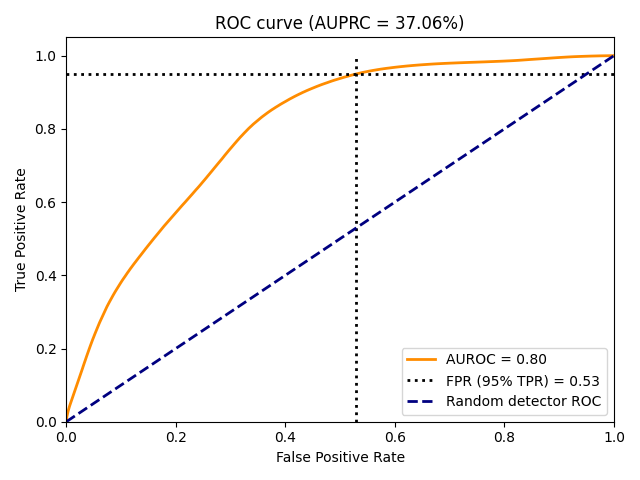 ROC curve (AUPRC = 37.06%)
True Positive Rate
1.0
0.8
0.6
0.4
0.2
0.0
AUROC = 0.80
FPR (95% TPR) = 0.53
Random detector ROC
0.0 0.2 0.4 0.6 0.8 1.0
False Positive Rate